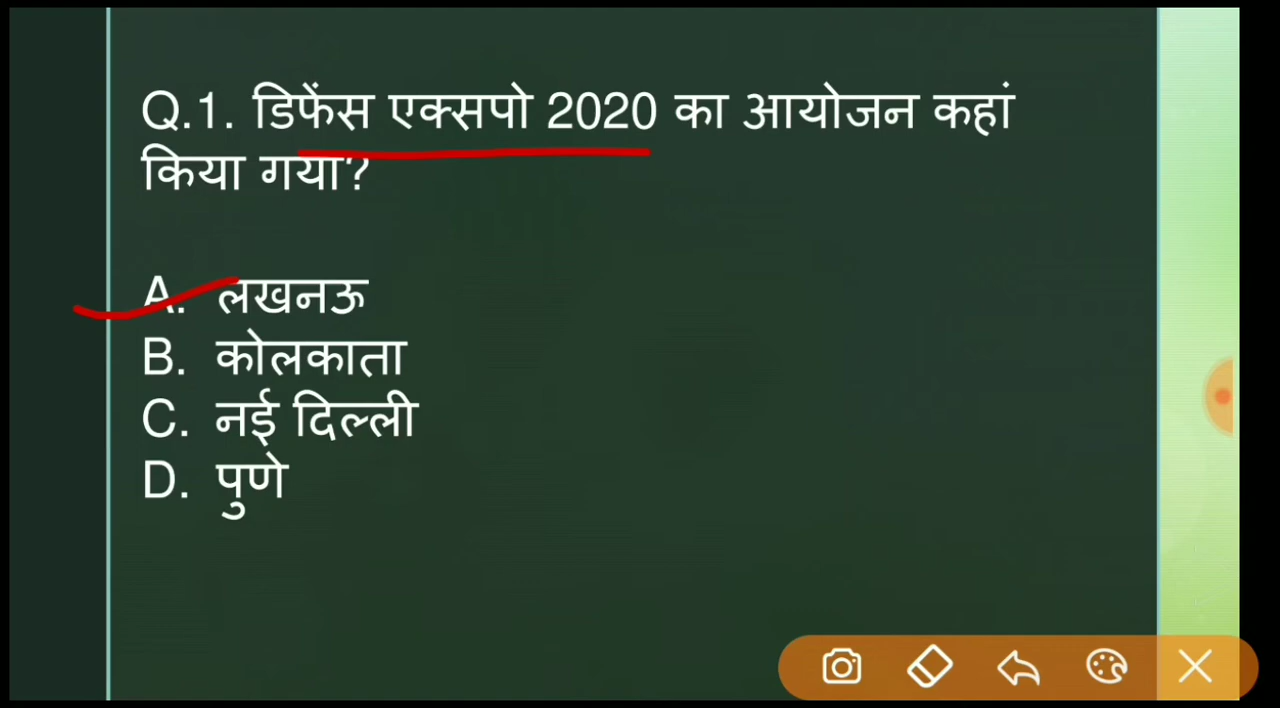 Q.1. डिफेंस एक्सपो 2020 का आयोजन कहां
किया गया?
A. लखनऊ
B. कोलकाता
C. नई दिल्ली
D. पुणे